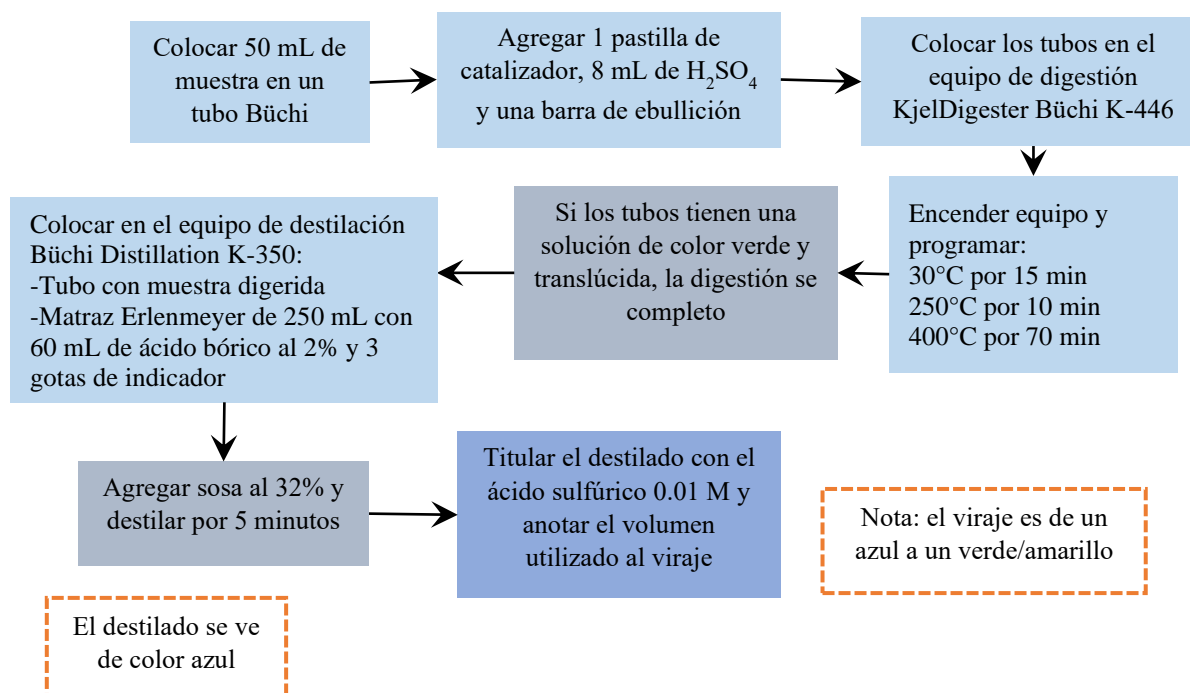 Colocar 50 mL de
muestra en un
tubo Büchi
Agregar 1 pastilla de
catalizador, 8 mL de H₂SO₄
y una barra de ebullición
Colocar los tubos en el
equipo de digestión
KjelDigester Büchi K-446
Encender equipo y
programar:
30°C por 15 min
250°C por 10 min
400°C por 70 min
Si los tubos tienen una
solución de color verde y
translúcida, la digestión se
completo
Colocar en el equipo de destilación
Büchi Distillation K-350:
-Tubo con muestra digerida
-Matraz Erlenmeyer de 250 mL con
60 mL de ácido bórico al 2% y 3
gotas de indicador
Agregar sosa al 32% y
destilar por 5 minutos
Titular el destilado con el
ácido sulfúrico 0.01 M y
anotar el volumen
utilizado al viraje
Nota: el viraje es de un
azul a un verde/amarillo
El destilado se ve
de color azul